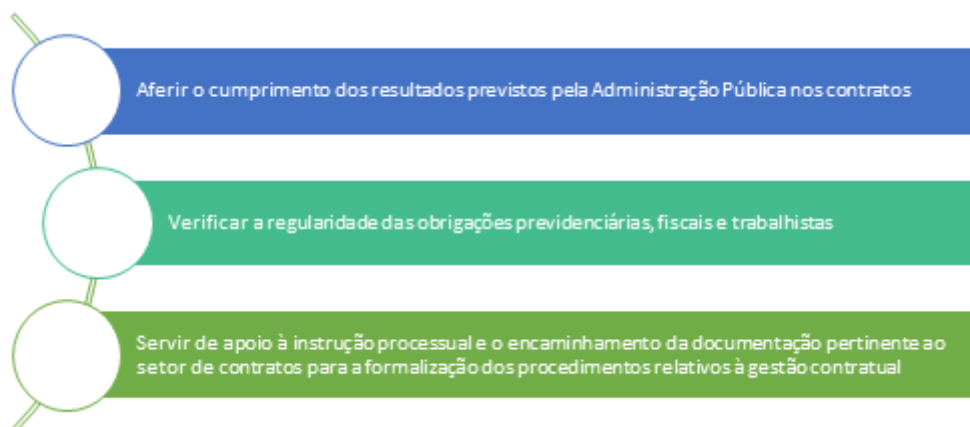 Aferir o cumprimento dos resultados previstos pela Administração Pública nos contratos
Verificar a regularidade das obrigações previdenciárias, fiscais e trabalhistas
Servir de apoio à instrução processual e o encaminhamento da documentação pertinente ao
setor de contratos para a formalização dos procedimentos relativos à gestão contratual